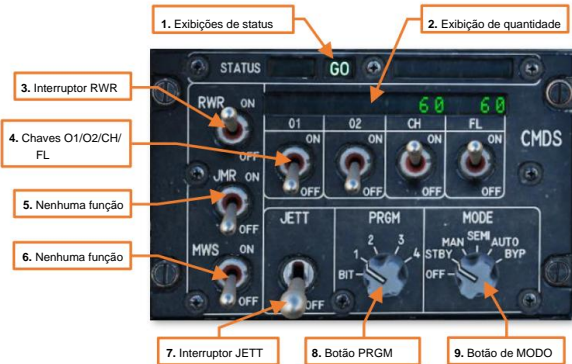 1. Exibições de status
2. Exibição de quantidade
STATUS
GO
3. Interruptor RWR
RWR ON
OFF
60 60
O1 O2 CH FL
ON ON ON ON
OFF OFF OFF OFF
CMDS
4. Chaves O1/O2/CH/
FL
JMR ON
OFF
5. Nenhuma função
MWS ON
OFF
6. Nenhuma função
JETT
OFF
PRGM
BIT 1 2 3 4
MODE
OFF STBY MAN SEMI AUTO
BYP
7. Interruptor JETT
8. Botão PRGM
9. Botão de MODO